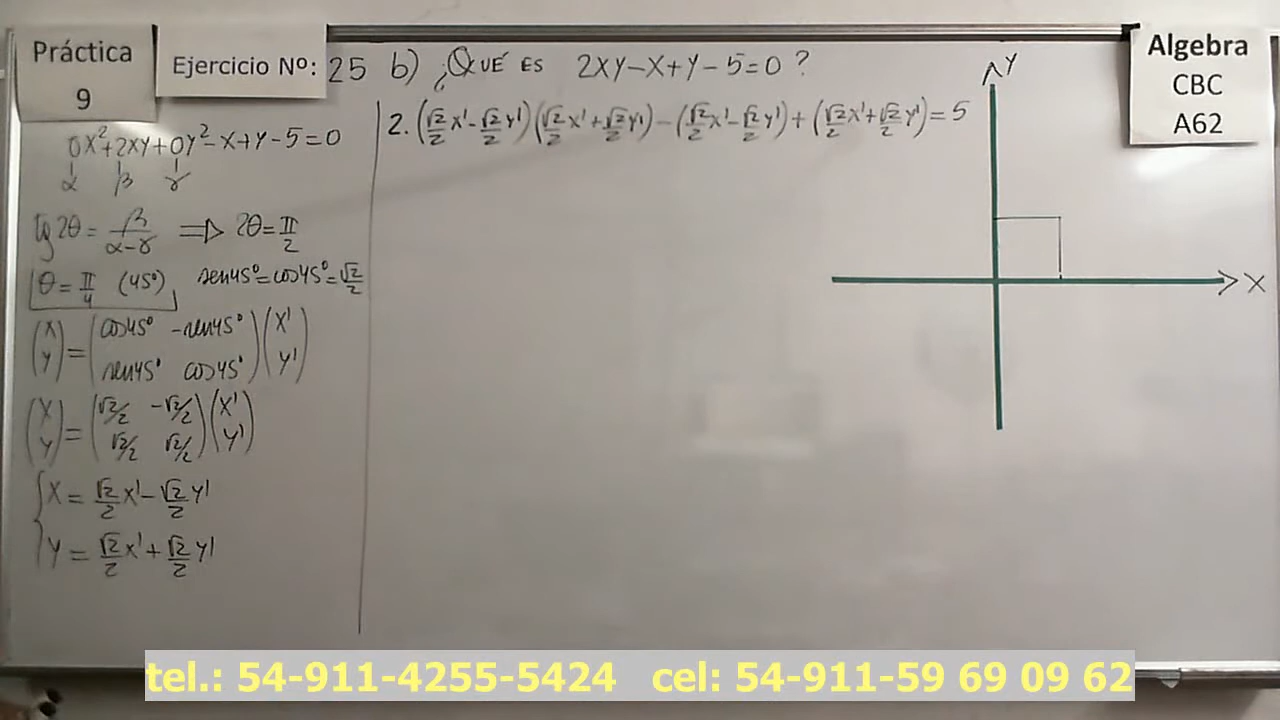 Práctica
9
Ejercicio Nº: 25 b) ¿QUÉ ES 2XY-X+Y-5=0?
Algebra
CBC
A62
0X²+2XY+0Y²-X+Y-5=0
α β γ
tg2θ = β/(α-γ) ⇒ 2θ = π/2
θ = π/4 (45°) sen45°=cos45°=√2/2
(X Y) = (cos45° -sen45° sen45° cos45°) (X' Y')
(X Y) = (√2/2 -√2/2 √2/2 √2/2) (X' Y')
{ X = √2/2 X' - √2/2 Y'
Y = √2/2 X' + √2/2 Y'
2. (√2/2 X' - √2/2 Y') (√2/2 X' + √2/2 Y') - (√2/2 X' - √2/2 Y') + (√2/2 X' + √2/2 Y') = 5
Y
X
tel.: 54-911-4255-5424 cel: 54-911-59 69 09 62